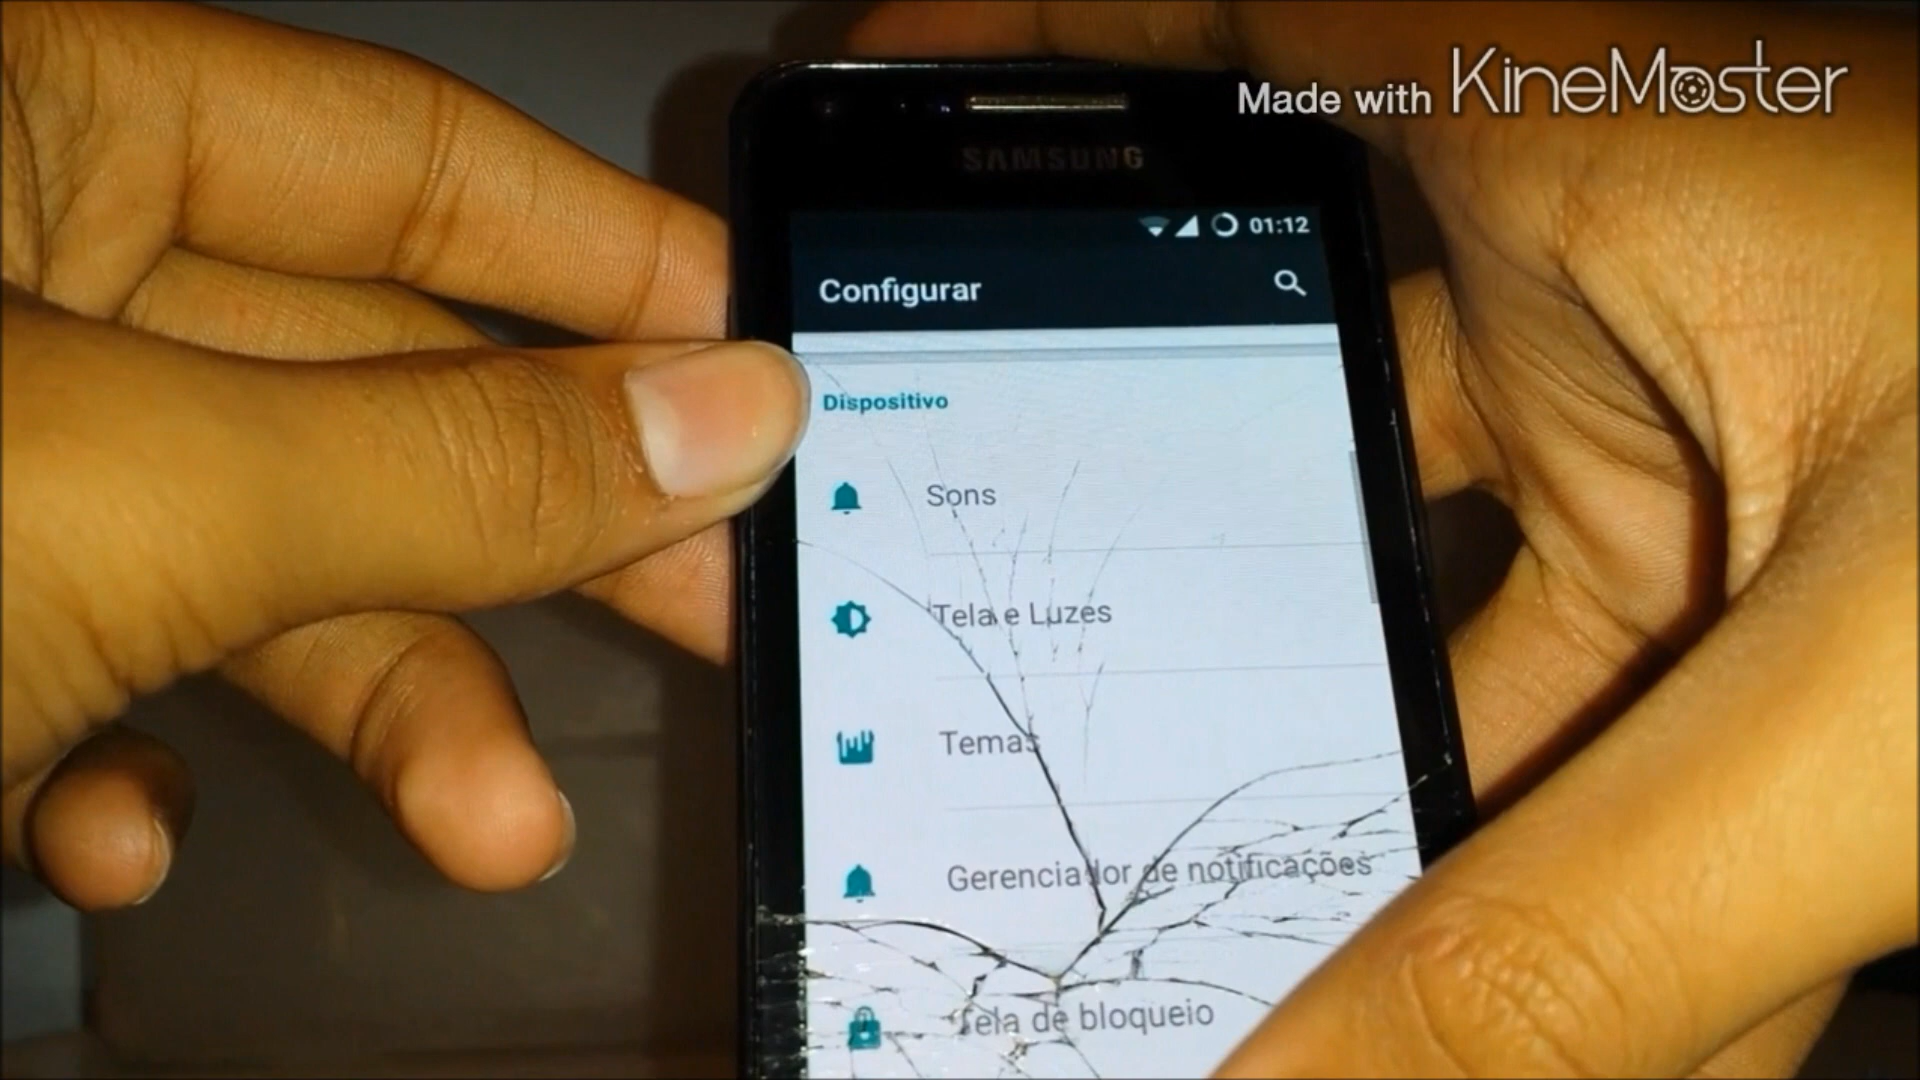 Made with KineMaster
SAMSUNG
01:12
Configurar
Dispositivo
Sons
Tela e Luzes
Temas
Gerenciador de notificações
Tela de bloqueio